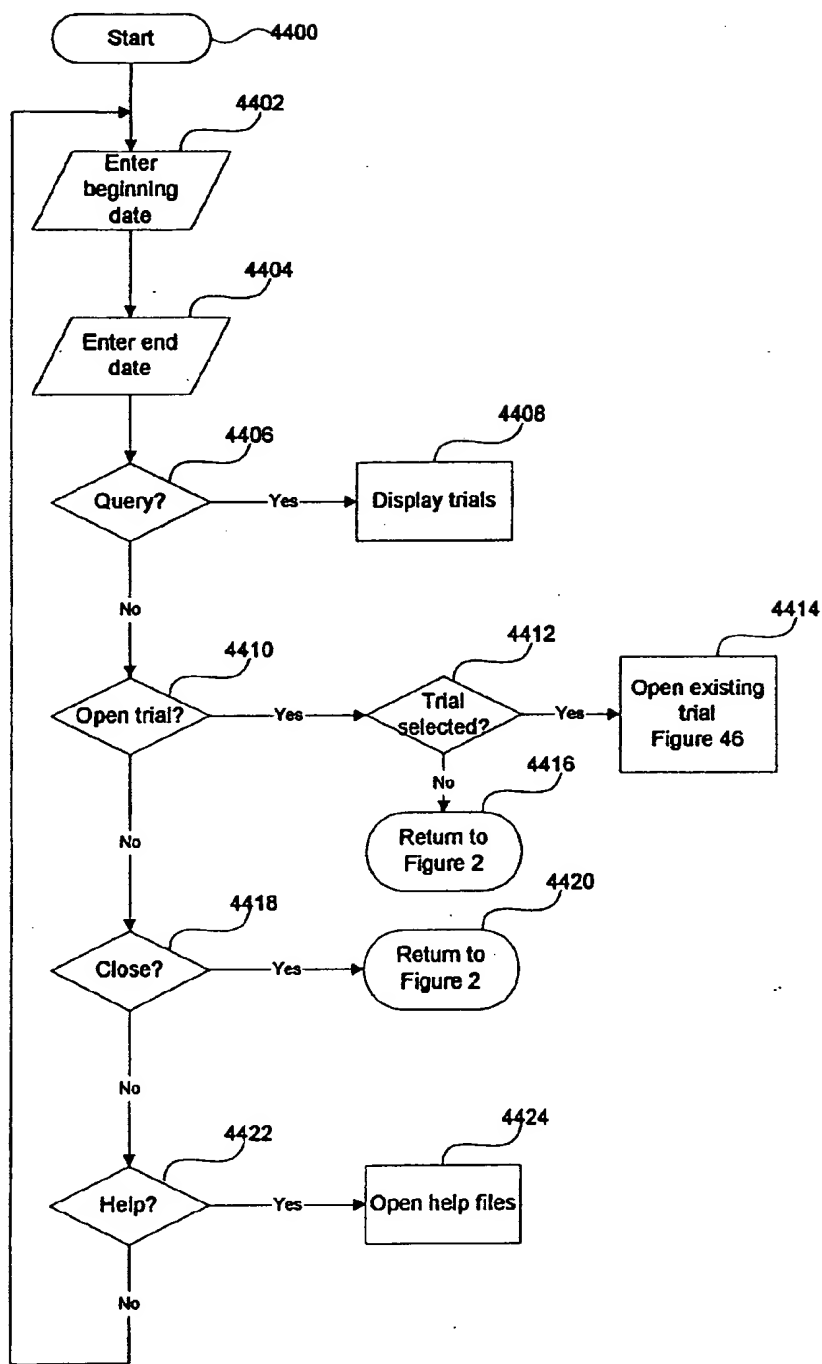 Start
4400
4402
Enter
beginning
date
4404
Enter end
date
4406
Query?
Yes
4408
Display trials
No
4410
Open trial?
Yes
4412
Trial
selected?
Yes
4414
Open existing
trial
Figure 46
No
4416
Return to
Figure 2
No
4418
Close?
Yes
4420
Return to
Figure 2
No
4422
Help?
Yes
4424
Open help files
No